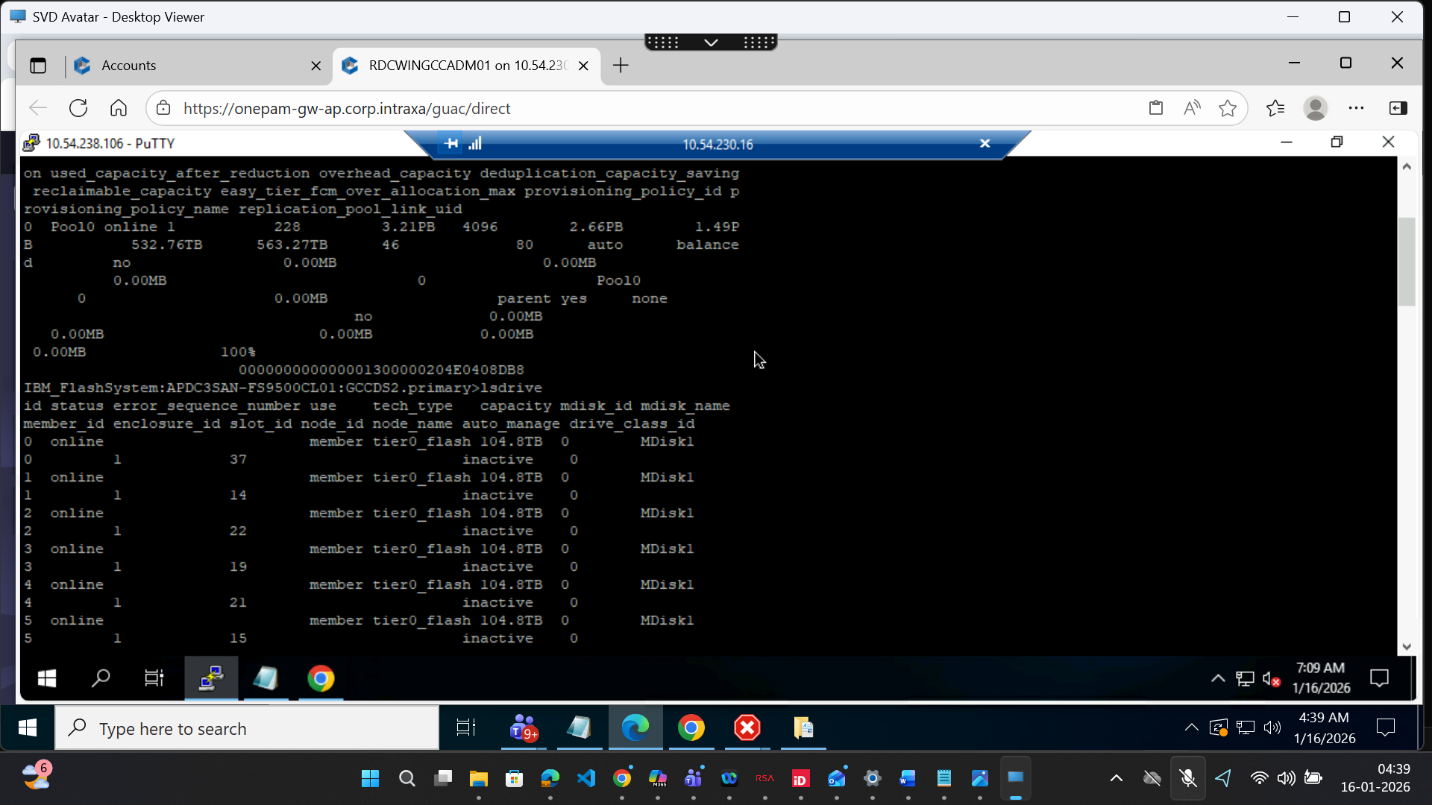 SVD Avatar - Desktop Viewer
Accounts
RDCWINGCCADM01 on 10.54.230
https://onepam-gw-ap.corp.intraxa/guac/direct
10.54.238.106 - PuTTY
10.54.230.16
on used_capacity_after_reduction overhead_capacity deduplication_capacity_saving
 reclaimable_capacity easy_tier_fcm_over_allocation_max provisioning_policy_id p
rovisioning_policy_name replication_pool_link_uid
0  Pool0 online 1           228         3.21PB   4096        2.66PB        1.49P
B           532.76TB      563.27TB      46             80      auto      balance
d         no                 0.00MB                       0.00MB
          0.00MB                            0                   Pool0
      0                     0.00MB                   parent yes     none
                                     no             0.00MB
   0.00MB                        0.00MB            0.00MB
 0.00MB               100%
                        000000000000001300000204E0408DB8
IBM_FlashSystem:APDC3SAN-FS9500CL01:GCCDS2.primary>lsdrive
id status error_sequence_number use    tech_type   capacity mdisk_id mdisk_name
member_id enclosure_id slot_id node_id node_name auto_manage drive_class_id
0  online                       member tier0_flash 104.8TB  0        MDisk1
0         1            37                        inactive    0
1  online                       member tier0_flash 104.8TB  0        MDisk1
1         1            14                        inactive    0
2  online                       member tier0_flash 104.8TB  0        MDisk1
2         1            22                        inactive    0
3  online                       member tier0_flash 104.8TB  0        MDisk1
3         1            19                        inactive    0
4  online                       member tier0_flash 104.8TB  0        MDisk1
4         1            21                        inactive    0
5  online                       member tier0_flash 104.8TB  0        MDisk1
5         1            15                        inactive    0
7:09 AM
1/16/2026
Type here to search
9+
4:39 AM
1/16/2026
6
M365
RSA
iD
04:39
16-01-2026